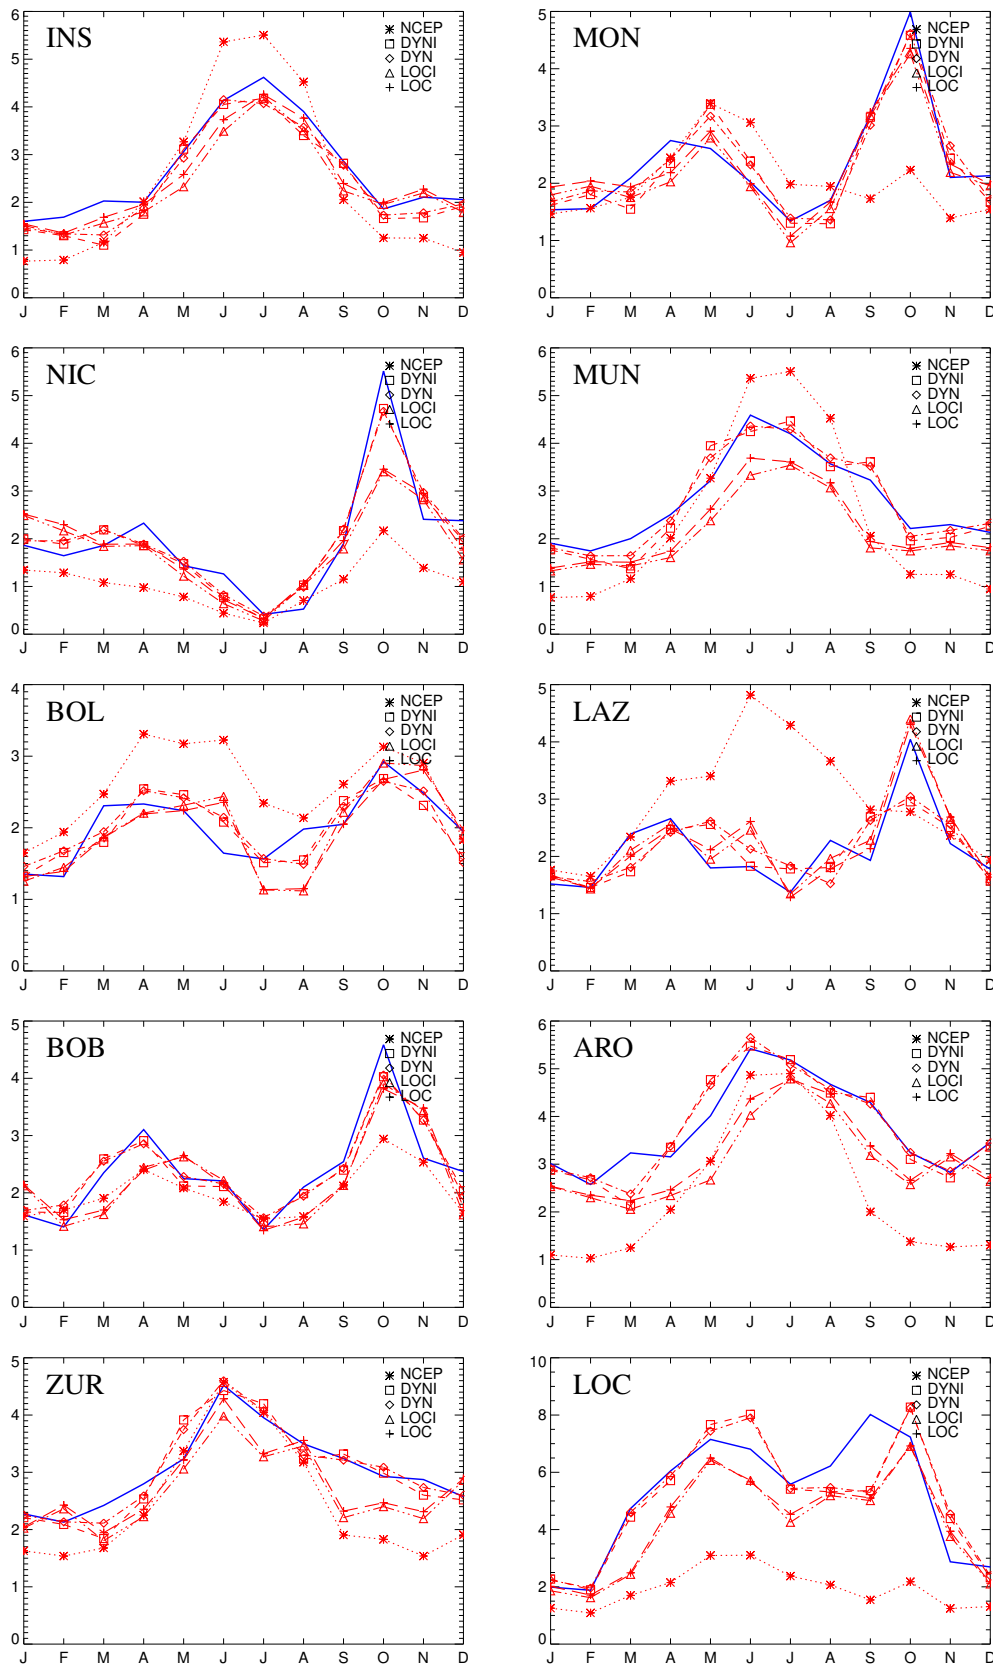 INS
NCEP
DYNI
DYN
LOCI
LOC
6
5
4
3
2
1
0
J F M A M J J A S O N D
MON
NCEP
DYNI
DYN
LOCI
LOC
5
4
3
2
1
0
J F M A M J J A S O N D
NIC
NCEP
DYNI
DYN
LOCI
LOC
6
5
4
3
2
1
0
J F M A M J J A S O N D
MUN
NCEP
DYNI
DYN
LOCI
LOC
6
5
4
3
2
1
0
J F M A M J J A S O N D
BOL
NCEP
DYNI
DYN
LOCI
LOC
4
3
2
1
0
J F M A M J J A S O N D
LAZ
NCEP
DYNI
DYN
LOCI
LOC
5
4
3
2
1
0
J F M A M J J A S O N D
BOB
NCEP
DYNI
DYN
LOCI
LOC
5
4
3
2
1
0
J F M A M J J A S O N D
ARO
NCEP
DYNI
DYN
LOCI
LOC
6
5
4
3
2
1
0
J F M A M J J A S O N D
ZUR
NCEP
DYNI
DYN
LOCI
LOC
5
4
3
2
1
0
J F M A M J J A S O N D
LOC
NCEP
DYNI
DYN
LOCI
LOC
10
8
6
4
2
0
J F M A M J J A S O N D